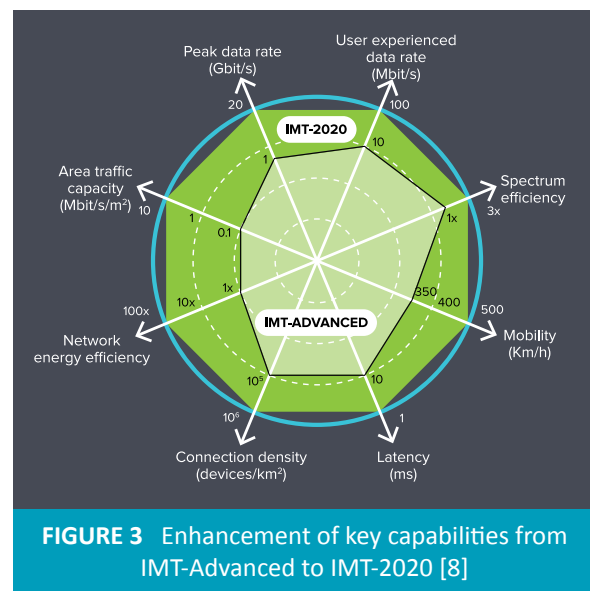 Peak data rate
(Gbit/s)
User experienced
data rate
(Mbit/s)
20
100
IMT-2020
1
10
Area traffic
capacity
(Mbit/s/m²)
Spectrum
efficiency
10
1
0.1
1x
3x
100x
10x
1x
350
400
500
IMT-ADVANCED
Network
energy efficiency
Mobility
(Km/h)
10⁵
10
10⁶
1
Connection density
(devices/km²)
Latency
(ms)
FIGURE 3 Enhancement of key capabilities from
IMT-Advanced to IMT-2020 [8]